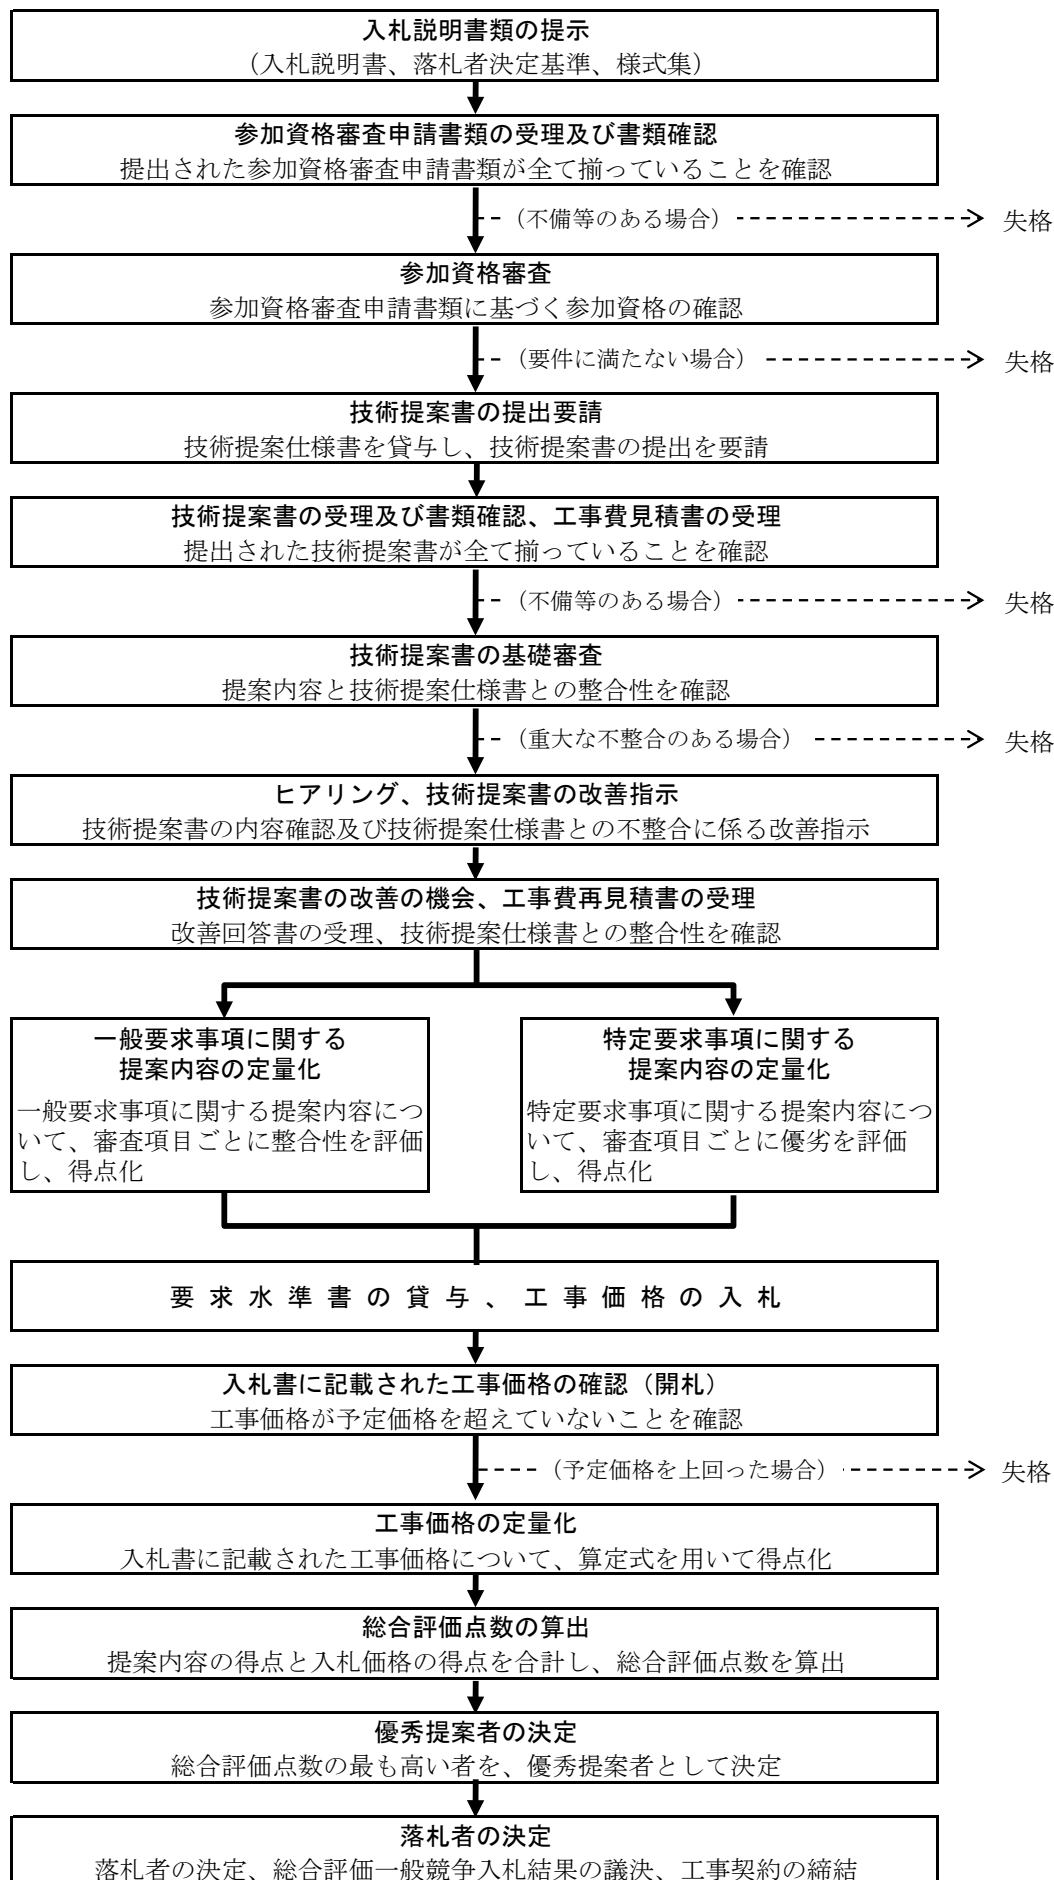 入札説明書類の提示
（入札説明書、落札者決定基準、様式集）
参加資格審査申請書類の受理及び書類確認
提出された参加資格審査申請書類が全て揃っていることを確認
（不備等のある場合）
失格
参加資格審査
参加資格審査申請書類に基づく参加資格の確認
（要件に満たない場合）
失格
技術提案書の提出要請
技術提案仕様書を貸与し、技術提案書の提出を要請
技術提案書の受理及び書類確認、工事費見積書の受理
提出された技術提案書が全て揃っていることを確認
（不備等のある場合）
失格
技術提案書の基礎審査
提案内容と技術提案仕様書との整合性を確認
（重大な不整合のある場合）
失格
ヒアリング、技術提案書の改善指示
技術提案書の内容確認及び技術提案仕様書との不整合に係る改善指示
技術提案書の改善の機会、工事費再見積書の受理
改善回答書の受理、技術提案仕様書との整合性を確認
一般要求事項に関する
提案内容の定量化
一般要求事項に関する提案内容につ
いて、審査項目ごとに整合性を評価
し、得点化
特定要求事項に関する
提案内容の定量化
特定要求事項に関する提案内容につ
いて、審査項目ごとに優劣を評価
し、得点化
要求水準書の貸与、工事価格の入札
入札書に記載された工事価格の確認（開札）
工事価格が予定価格を超えていないことを確認
（予定価格を上回った場合）
失格
工事価格の定量化
入札書に記載された工事価格について、算定式を用いて得点化
総合評価点数の算出
提案内容の得点と入札価格の得点を合計し、総合評価点数を算出
優秀提案者の決定
総合評価点数の最も高い者を、優秀提案者として決定
落札者の決定
落札者の決定、総合評価一般競争入札結果の議決、工事契約の締結